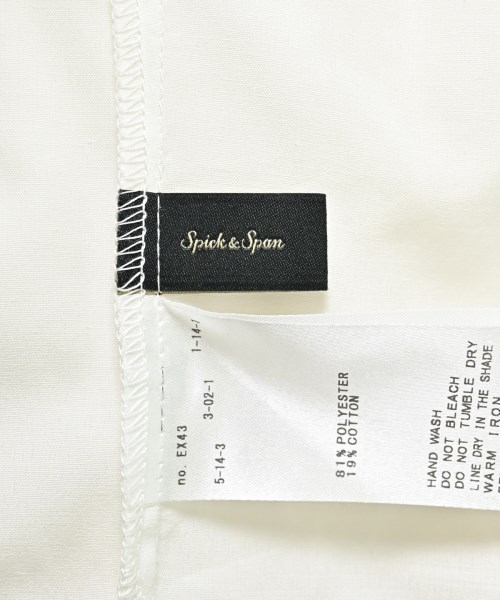 Spick & Span
no. EX43
1-14-
3-02-1
5-14-3
81% POLYESTER
19% COTTON
HAND WASH
DO NOT BLEACH
DO NOT TUMBLE DRY
LINE DRY IN THE SHADE
WARM IRON